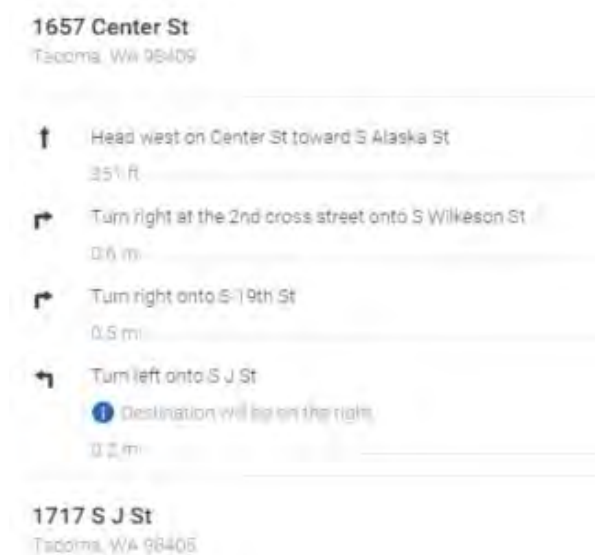 1657 Center St
Tacoma, WA 98409
Head west on Center St toward S Alaska St
351 ft
Turn right at the 2nd cross street onto S Wilkeson St
0.6 mi
Turn right onto S 19th St
0.5 mi
Turn left onto S J St
Destination will be on the right
0.2 mi
1717 S J St
Tacoma, WA 98405